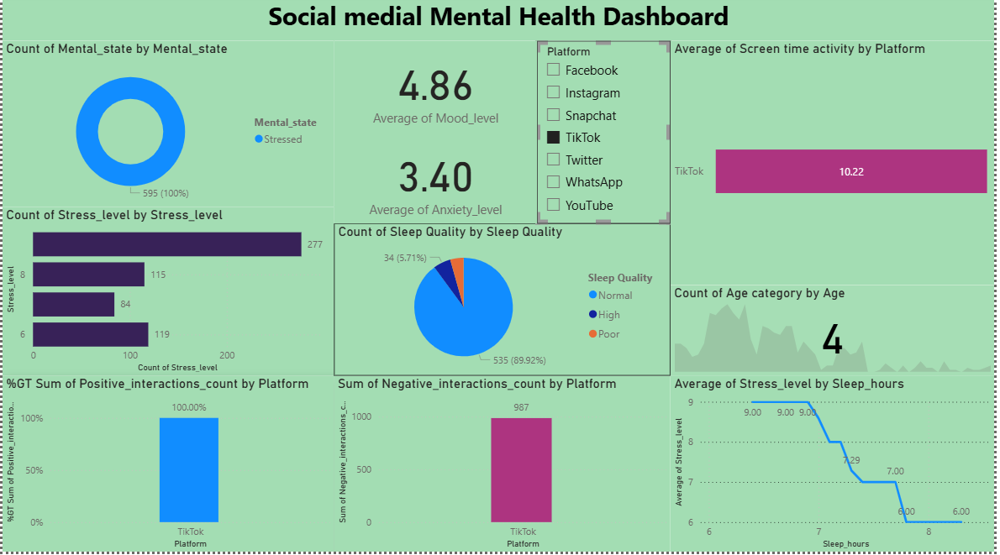 Social medial Mental Health Dashboard
Count of Mental_state by Mental_state
Mental_state
Stressed
595 (100%)
4.86
Average of Mood_level
3.40
Average of Anxiety_level
Platform
Facebook
Instagram
Snapchat
TikTok
Twitter
WhatsApp
YouTube
Average of Screen time activity by Platform
TikTok
10.22
Count of Stress_level by Stress_level
Stress_level
277
8
115
84
6
119
0
100
200
Count of Stress_level
Count of Sleep Quality by Sleep Quality
34 (5.71%)
535 (89.92%)
Sleep Quality
Normal
High
Poor
Count of Age category by Age
4
%GT Sum of Positive_interactions_count by Platform
%GT Sum of Positive_interactio...
100.00%
100%
50%
0%
TikTok
Platform
Sum of Negative_interactions_count by Platform
Sum of Negative_interactions_c...
987
1000
500
0
TikTok
Platform
Average of Stress_level by Sleep_hours
Average of Stress_level
9
8
7
6
9.00
9.00
9.00
7.29
7.00
6.00
6.00
6
7
8
Sleep_hours